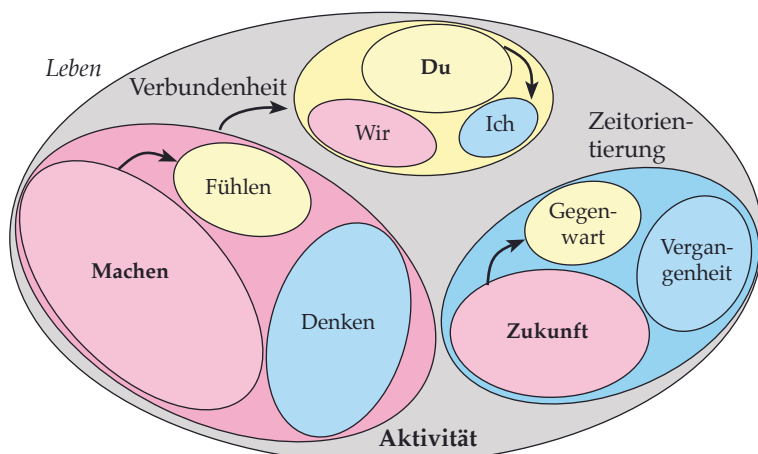 Leben
Verbundenheit
Du
Wir
Ich
Zeitorien-
tierung
Fühlen
Machen
Denken
Gegen-
wart
Vergan-
genheit
Zukunft
Aktivität